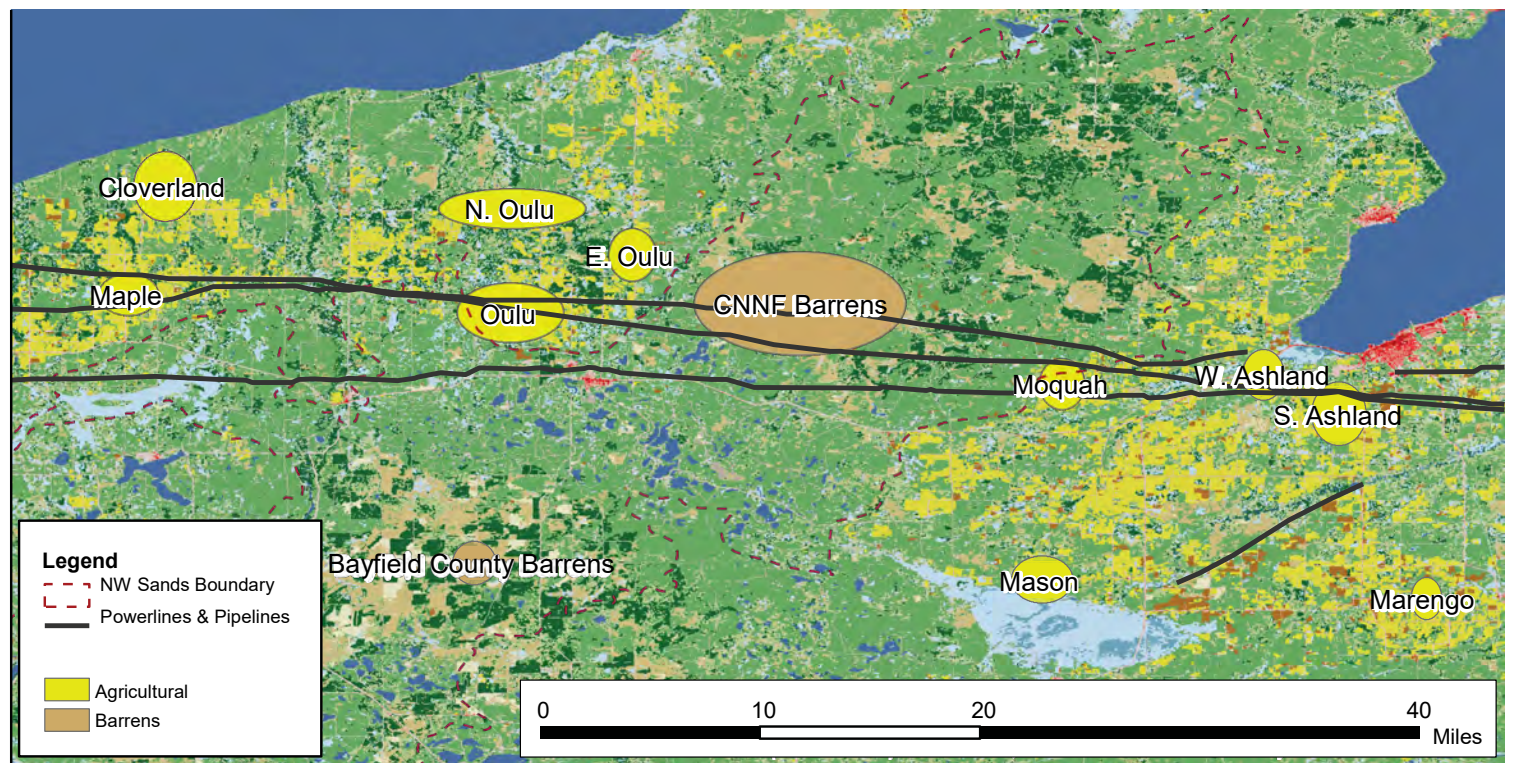 Cloverland
N. Oulu
E. Oulu
Maple
Oulu
CNNF Barrens
Moquah
W. Ashland
S. Ashland
Bayfield County Barrens
Mason
Marengo
Legend
NW Sands Boundary
Powerlines & Pipelines
Agricultural
Barrens
0 10 20 40
Miles